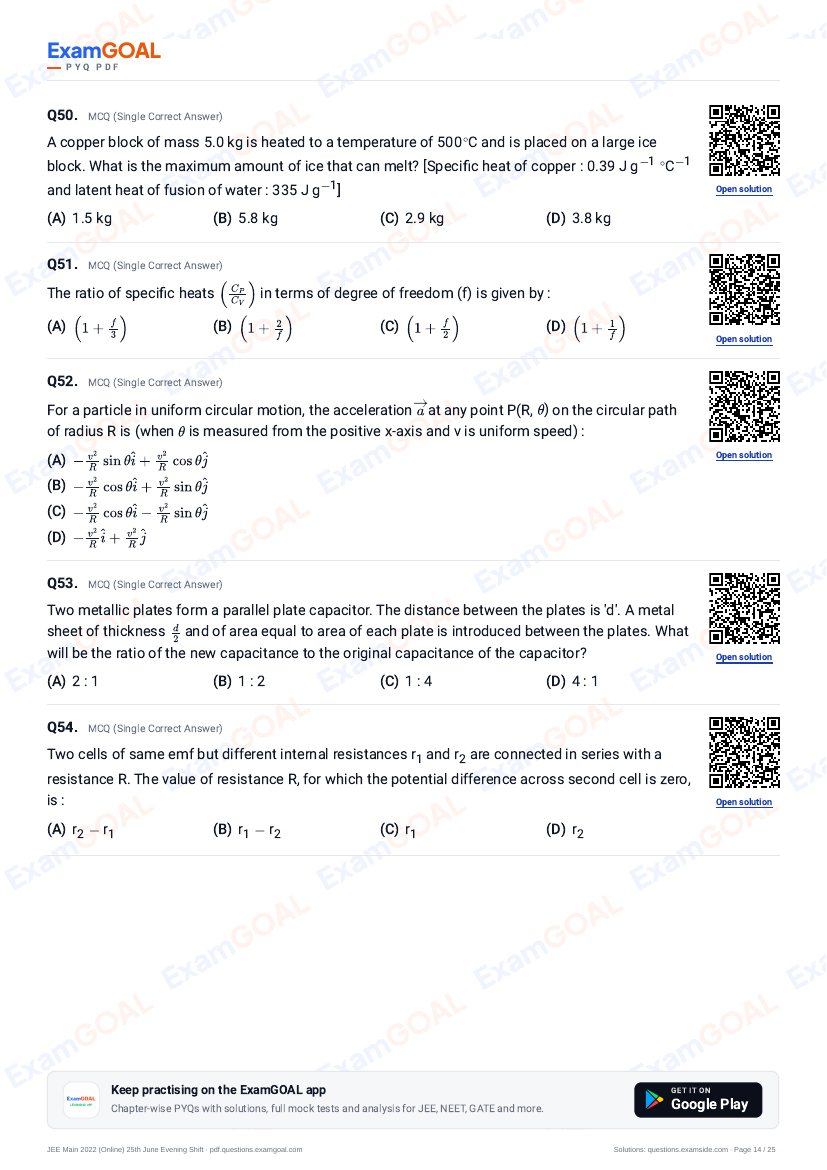 ExamGOAL
PYQ PDF
Q50. MCQ (Single Correct Answer)
A copper block of mass 5.0 kg is heated to a temperature of 500°C and is placed on a large ice
block. What is the maximum amount of ice that can melt? [Specific heat of copper : 0.39 J g⁻¹ °C⁻¹
and latent heat of fusion of water : 335 J g⁻¹]
(A) 1.5 kg (B) 5.8 kg (C) 2.9 kg (D) 3.8 kg
Open solution
Q51. MCQ (Single Correct Answer)
The ratio of specific heats (C_P/C_V) in terms of degree of freedom (f) is given by :
(A) (1 + f/3) (B) (1 + 2/f) (C) (1 + f/2) (D) (1 + 1/f)
Open solution
Q52. MCQ (Single Correct Answer)
For a particle in uniform circular motion, the acceleration a⃗ at any point P(R, θ) on the circular path
of radius R is (when θ is measured from the positive x-axis and v is uniform speed) :
(A) −v²/R sin θî + v²/R cos θĵ
(B) −v²/R cos θî + v²/R sin θĵ
(C) −v²/R cos θî − v²/R sin θĵ
(D) −v²/R î + v²/R ĵ
Open solution
Q53. MCQ (Single Correct Answer)
Two metallic plates form a parallel plate capacitor. The distance between the plates is 'd'. A metal
sheet of thickness d/2 and of area equal to area of each plate is introduced between the plates. What
will be the ratio of the new capacitance to the original capacitance of the capacitor?
(A) 2 : 1 (B) 1 : 2 (C) 1 : 4 (D) 4 : 1
Open solution
Q54. MCQ (Single Correct Answer)
Two cells of same emf but different internal resistances r₁ and r₂ are connected in series with a
resistance R. The value of resistance R, for which the potential difference across second cell is zero,
is :
(A) r₂ − r₁ (B) r₁ − r₂ (C) r₁ (D) r₂
Open solution
ExamGOAL
Keep practising on the ExamGOAL app
Chapter-wise PYQs with solutions, full mock tests and analysis for JEE, NEET, GATE and more.
GET IT ON
Google Play
JEE Main 2022 (Online) 25th June Evening Shift · pdf.questions.examgoal.com
Solutions: questions.examside.com · Page 14 / 25